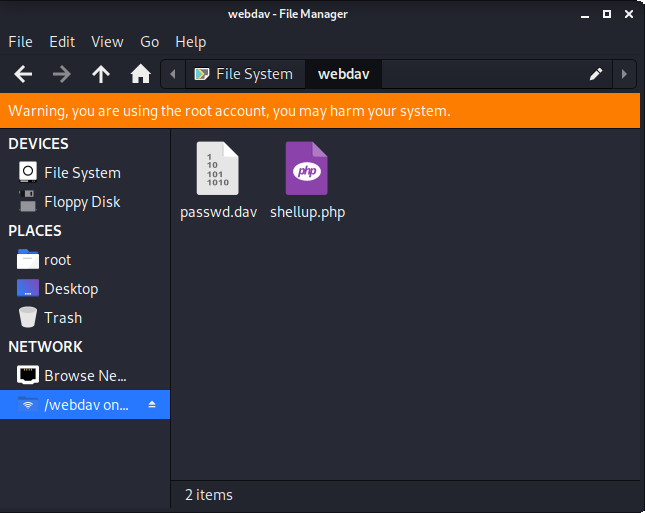 webdav - File Manager
File Edit View Go Help
File System webdav
Warning, you are using the root account, you may harm your system.
DEVICES
File System
Floppy Disk
PLACES
root
Desktop
Trash
NETWORK
Browse Ne...
/webdav on...
1
10
101
1010
passwd.dav
php
shellup.php
2 items